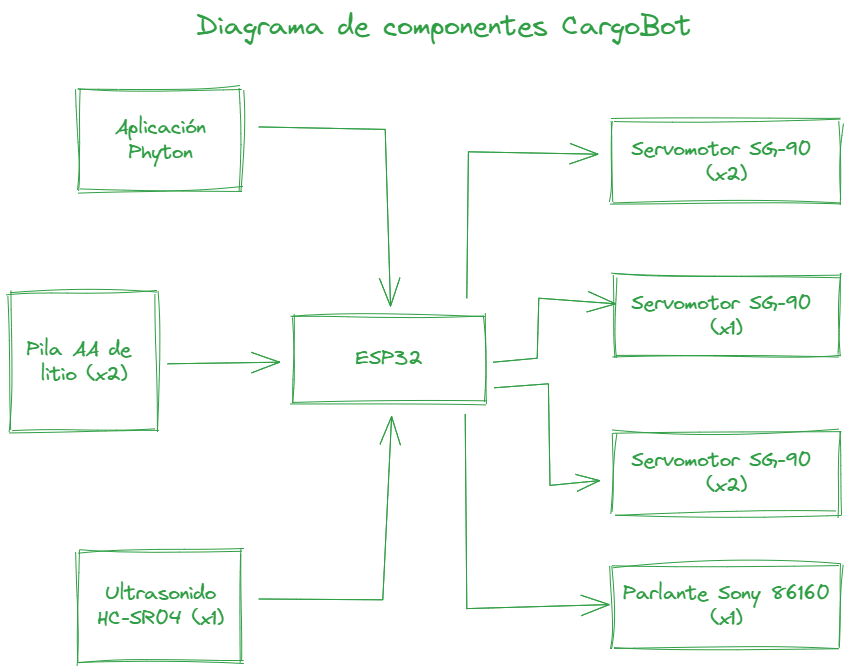 Diagrama de componentes CargoBot
Aplicación
Phyton
Servomotor SG-90
(x2)
Servomotor SG-90
(x1)
Pila AA de
litio (x2)
ESP32
Servomotor SG-90
(x2)
Ultrasonido
HC-SR04 (x1)
Parlante Sony 86160
(x1)